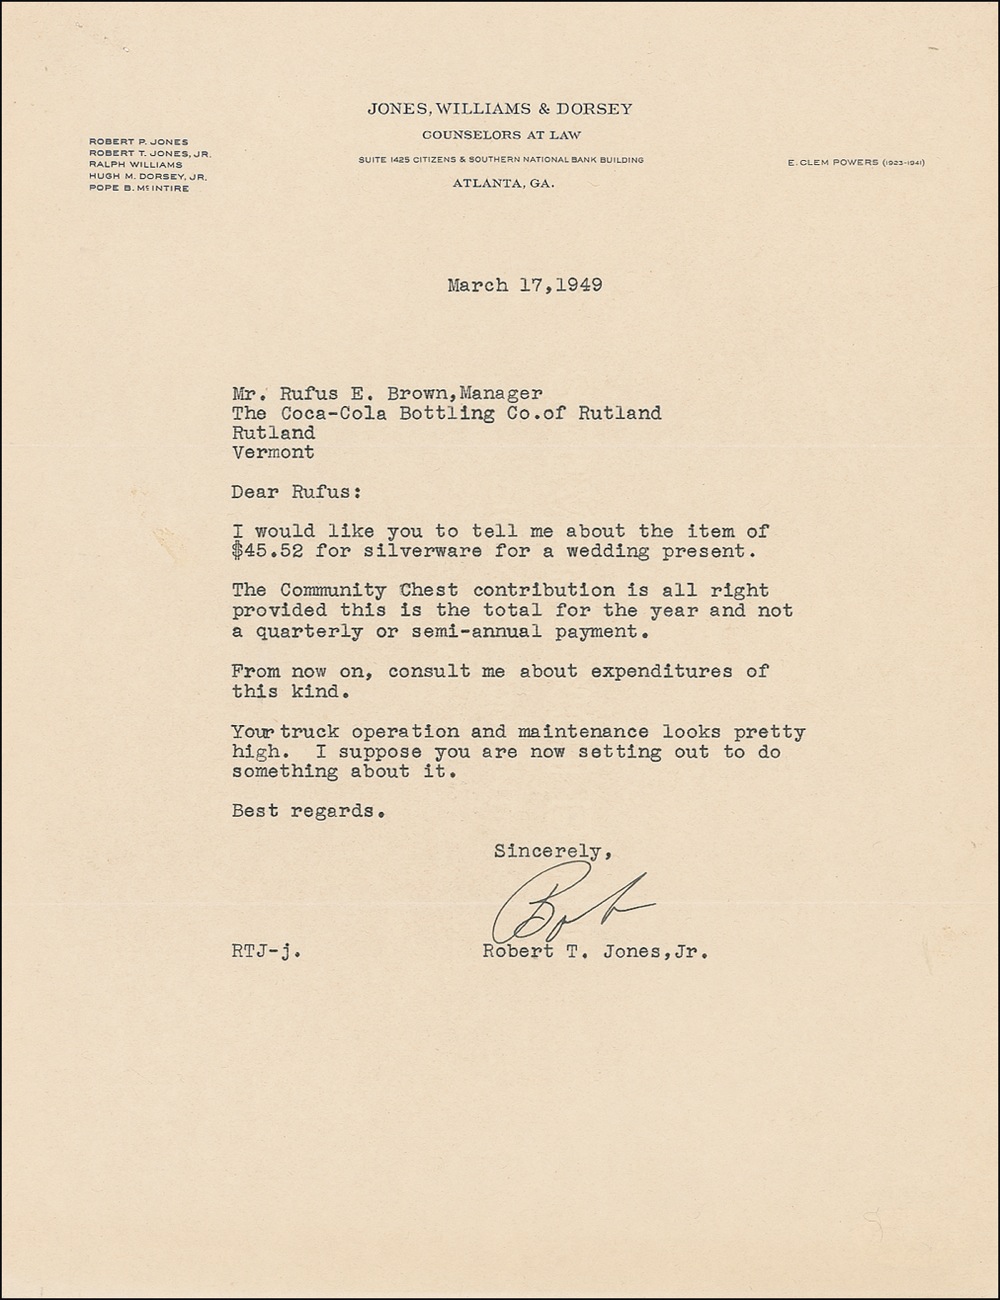 JONES, WILLIAMS & DORSEY
COUNSELORS AT LAW
SUITE 1425 CITIZENS & SOUTHERN NATIONAL BANK BUILDING
ATLANTA, GA.
ROBERT P. JONES
ROBERT T. JONES, JR.
RALPH WILLIAMS
HUGH M. DORSEY, JR.
POPE B. McINTIRE
E. CLEM POWERS (1923-1941)
March 17,1949
Mr. Rufus E. Brown,Manager
The Coca-Cola Bottling Co.of Rutland
Rutland
Vermont
Dear Rufus:
I would like you to tell me about the item of
$45.52 for silverware for a wedding present.
The Community Chest contribution is all right
provided this is the total for the year and not
a quarterly or semi-annual payment.
From now on, consult me about expenditures of
this kind.
Your truck operation and maintenance looks pretty
high. I suppose you are now setting out to do
something about it.
Best regards.
Sincerely,
Bob
RTJ-j. Robert T. Jones,Jr.